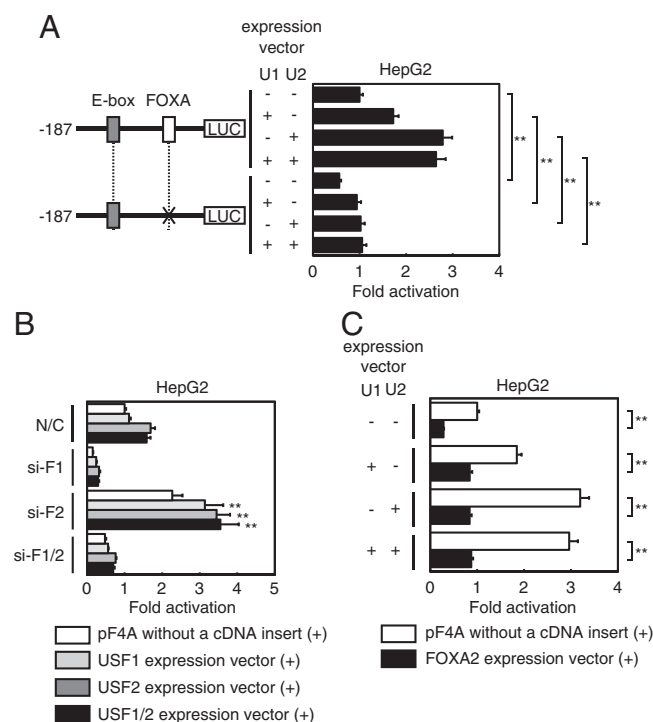 A
expression
vector
U1 U2
HepG2
E-box FOXA
-187 LUC
-187 LUC
- -
+ -
- +
+ +
- -
+ -
- +
+ +
**
**
**
**
0 1 2 3 4
Fold activation
B
HepG2
N/C
si-F1
si-F2
si-F1/2
**
**
**
0 1 2 3 4 5
Fold activation
pF4A without a cDNA insert (+)
USF1 expression vector (+)
USF2 expression vector (+)
USF1/2 expression vector (+)
C
expression
vector
U1 U2
HepG2
- -
+ -
- +
+ +
**
**
**
**
0 1 2 3 4
Fold activation
pF4A without a cDNA insert (+)
FOXA2 expression vector (+)